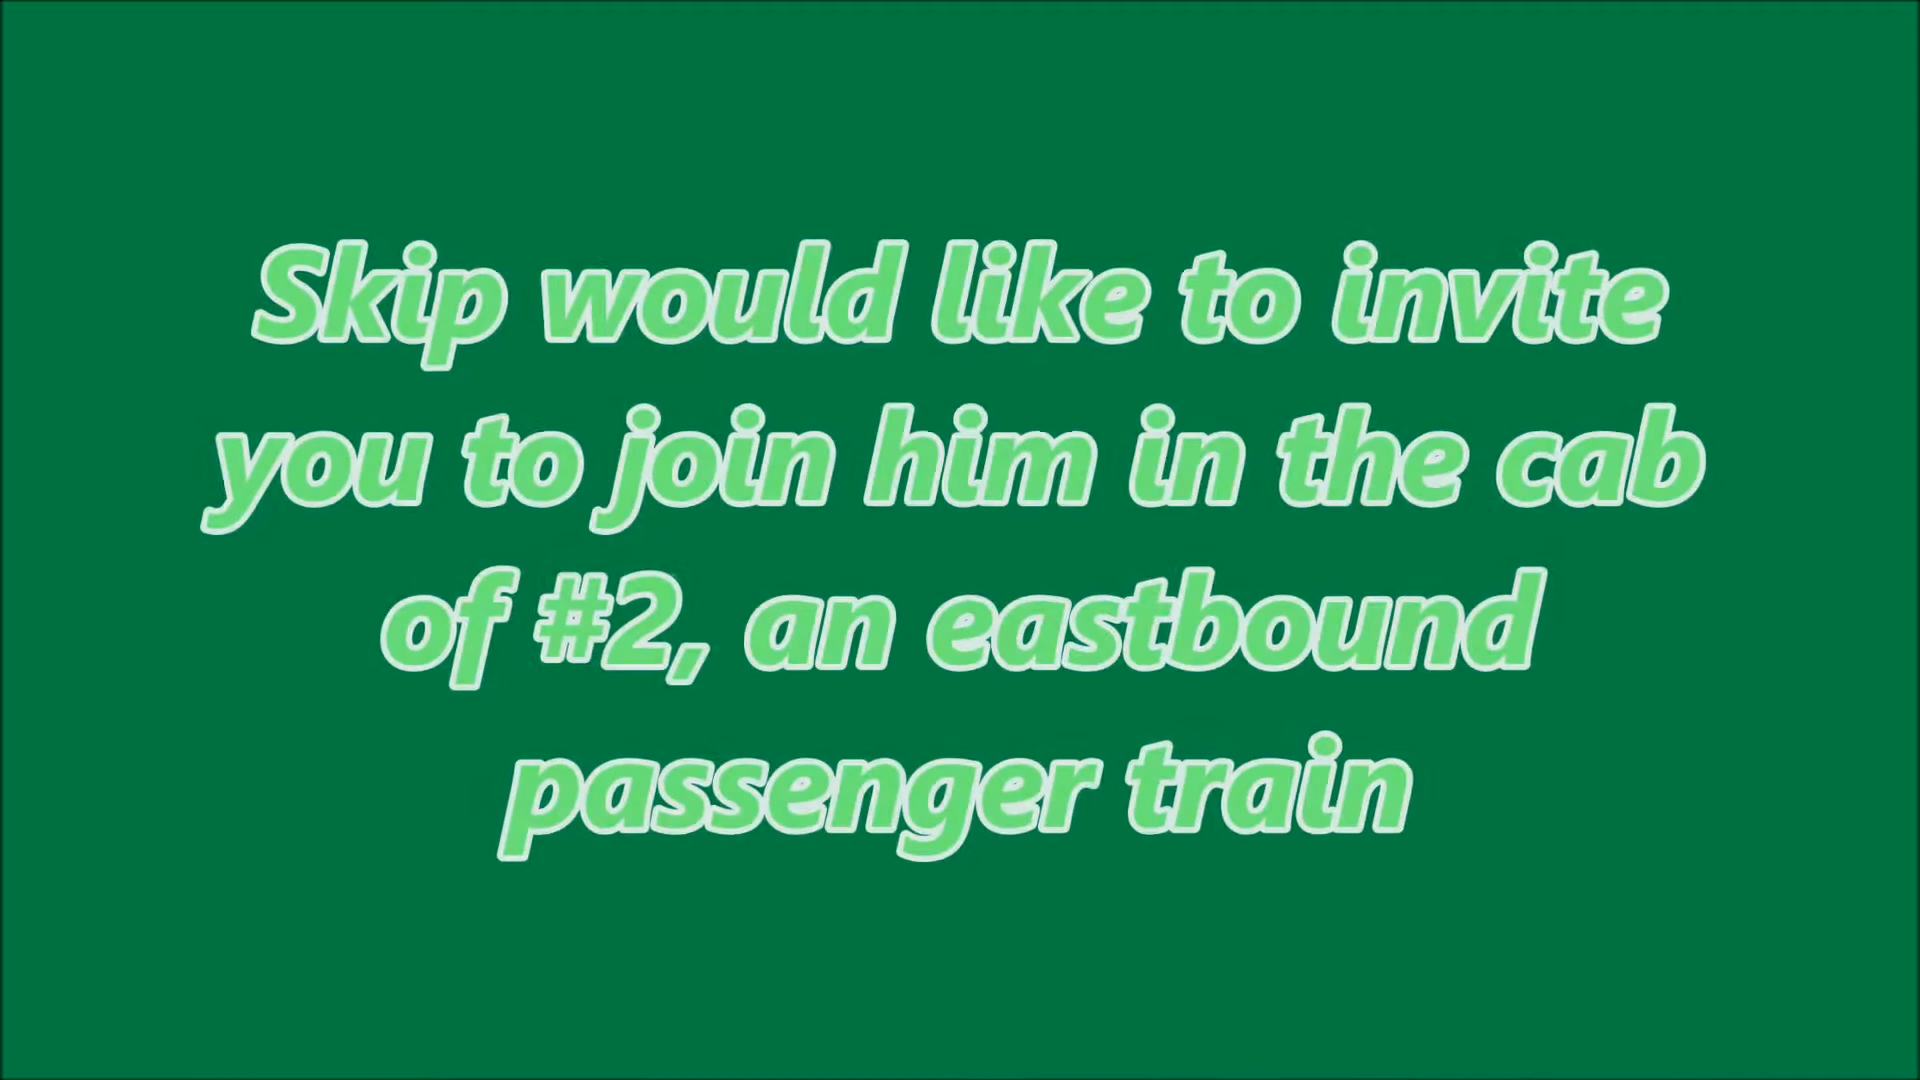 Skip would like to invite
you to join him in the cab
of #2, an eastbound
passenger train